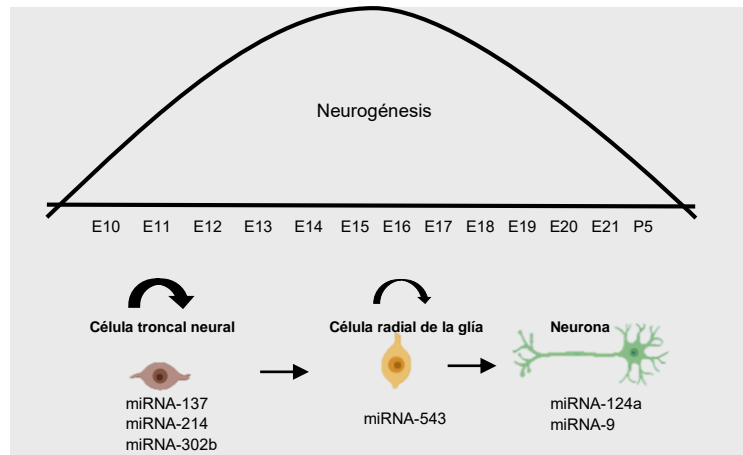 Neurogénesis
E10 E11 E12 E13 E14 E15 E16 E17 E18 E19 E20 E21 P5
Célula troncal neural
Célula radial de la glía
Neurona
miRNA-137
miRNA-214
miRNA-302b
miRNA-543
miRNA-124a
miRNA-9